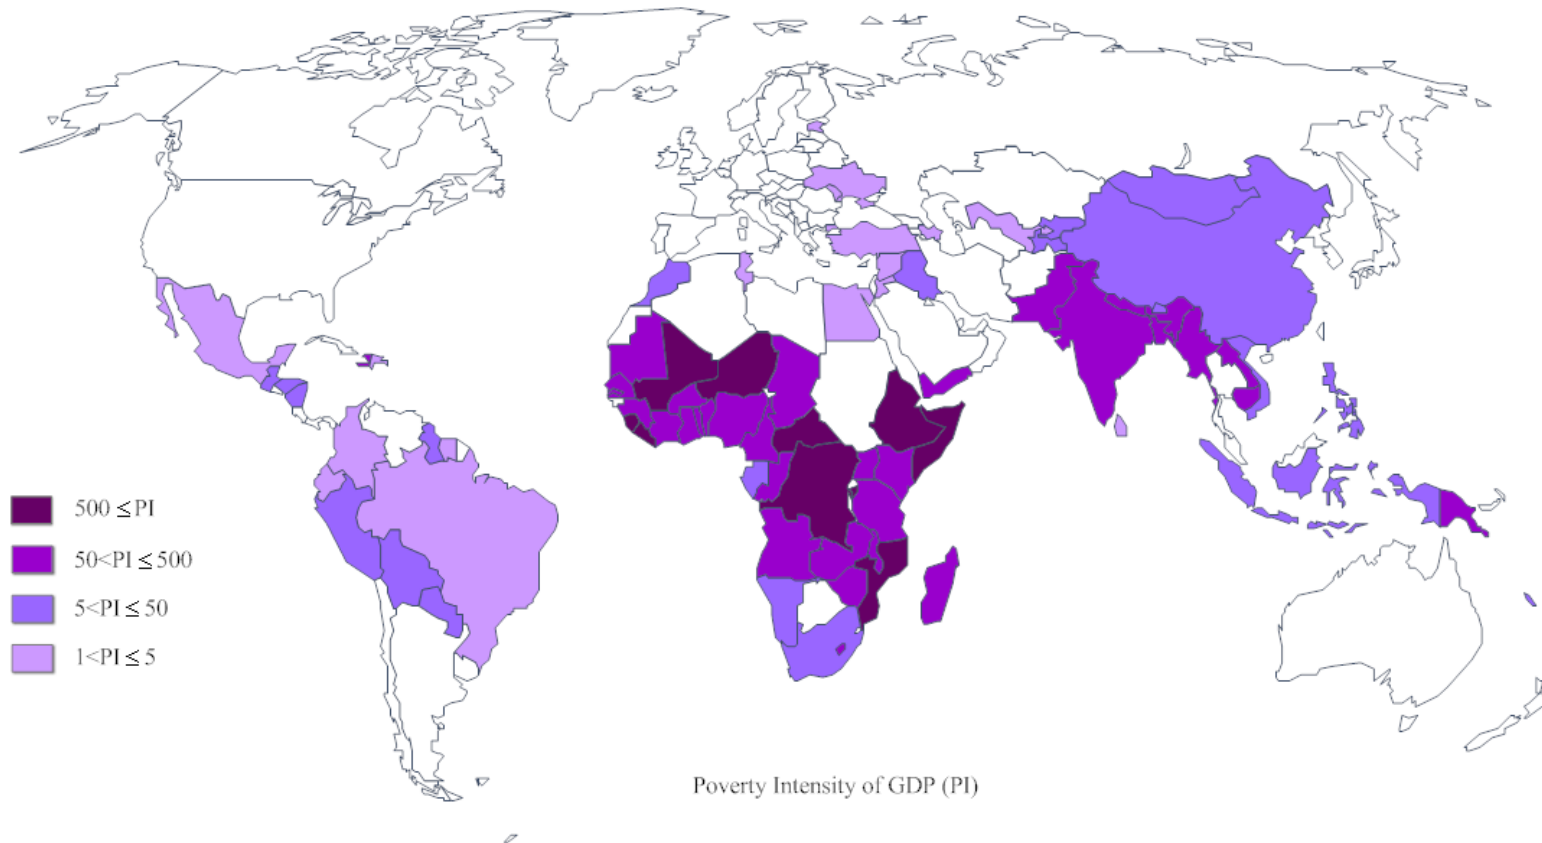 500 ≤PI
50<PI ≤500
5<PI ≤ 50
1<PI ≤ 5
Poverty Intensity of GDP (PI)